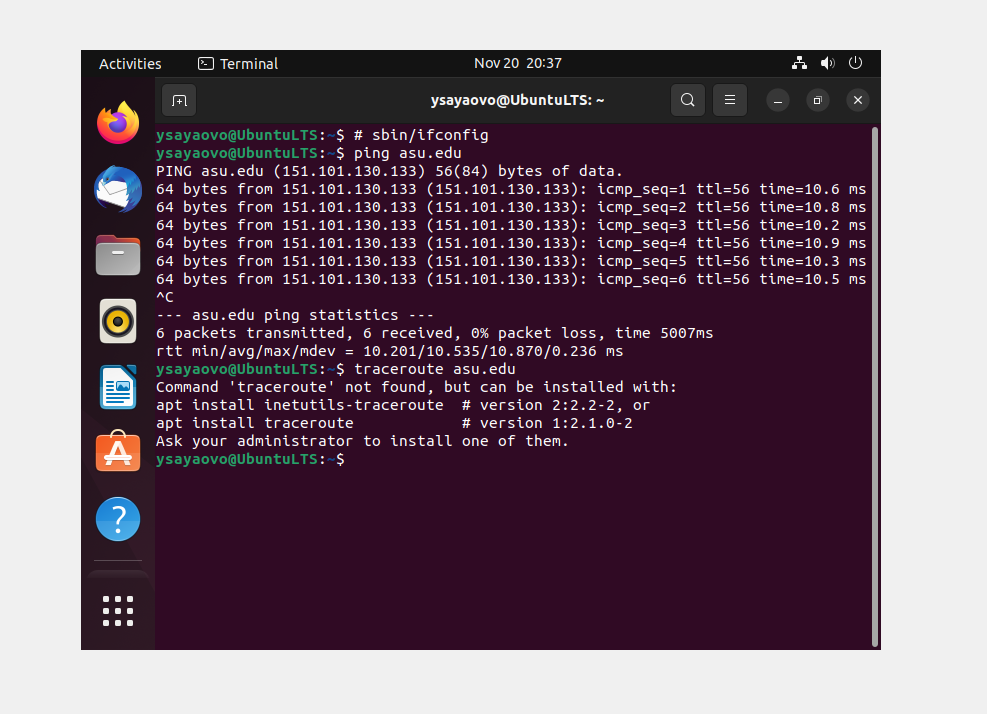 Activities
Terminal
Nov 20 20:37
ysayaovo@UbuntuLTS: ~
ysayaovo@UbuntuLTS:~$ # sbin/ifconfig
ysayaovo@UbuntuLTS:~$ ping asu.edu
PING asu.edu (151.101.130.133) 56(84) bytes of data.
64 bytes from 151.101.130.133 (151.101.130.133): icmp_seq=1 ttl=56 time=10.6 ms
64 bytes from 151.101.130.133 (151.101.130.133): icmp_seq=2 ttl=56 time=10.8 ms
64 bytes from 151.101.130.133 (151.101.130.133): icmp_seq=3 ttl=56 time=10.2 ms
64 bytes from 151.101.130.133 (151.101.130.133): icmp_seq=4 ttl=56 time=10.9 ms
64 bytes from 151.101.130.133 (151.101.130.133): icmp_seq=5 ttl=56 time=10.3 ms
64 bytes from 151.101.130.133 (151.101.130.133): icmp_seq=6 ttl=56 time=10.5 ms
^C
--- asu.edu ping statistics ---
6 packets transmitted, 6 received, 0% packet loss, time 5007ms
rtt min/avg/max/mdev = 10.201/10.535/10.870/0.236 ms
ysayaovo@UbuntuLTS:~$ traceroute asu.edu
Command 'traceroute' not found, but can be installed with:
apt install inetutils-traceroute  # version 2:2.2-2, or
apt install traceroute            # version 1:2.1.0-2
Ask your administrator to install one of them.
ysayaovo@UbuntuLTS:~$